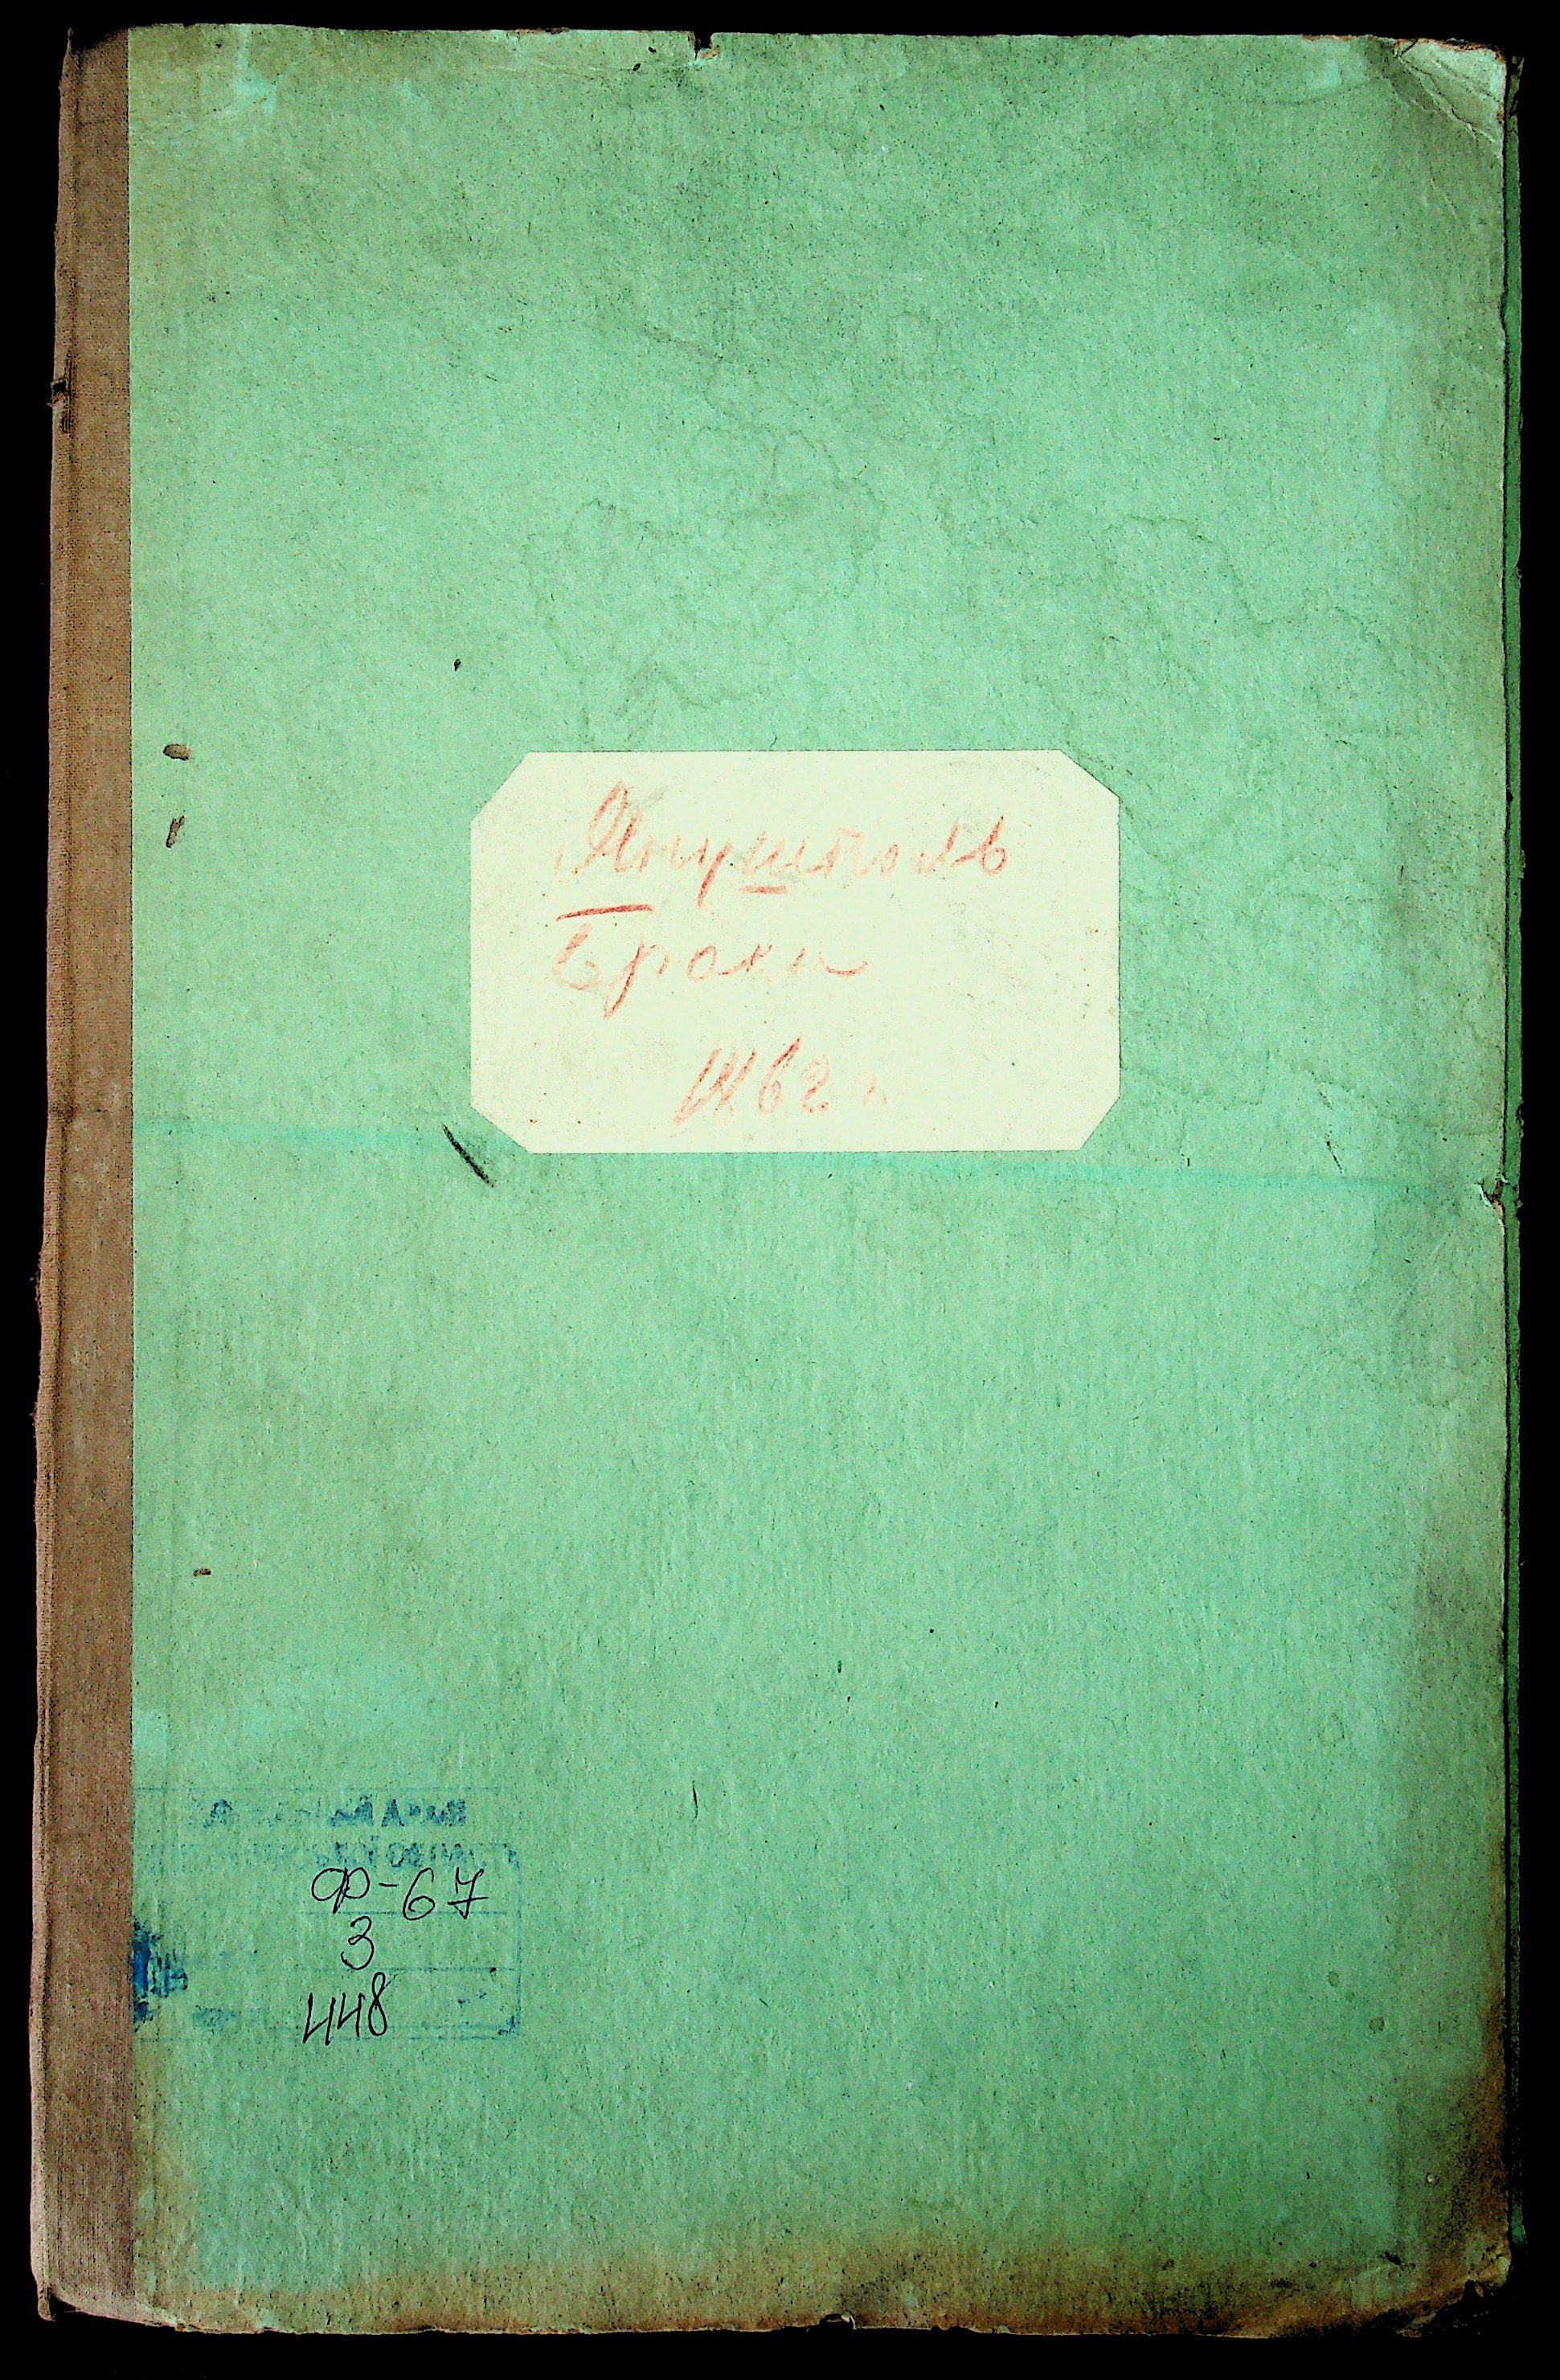 Янушполь
Браки
1862 г.
Ф-67
3
448